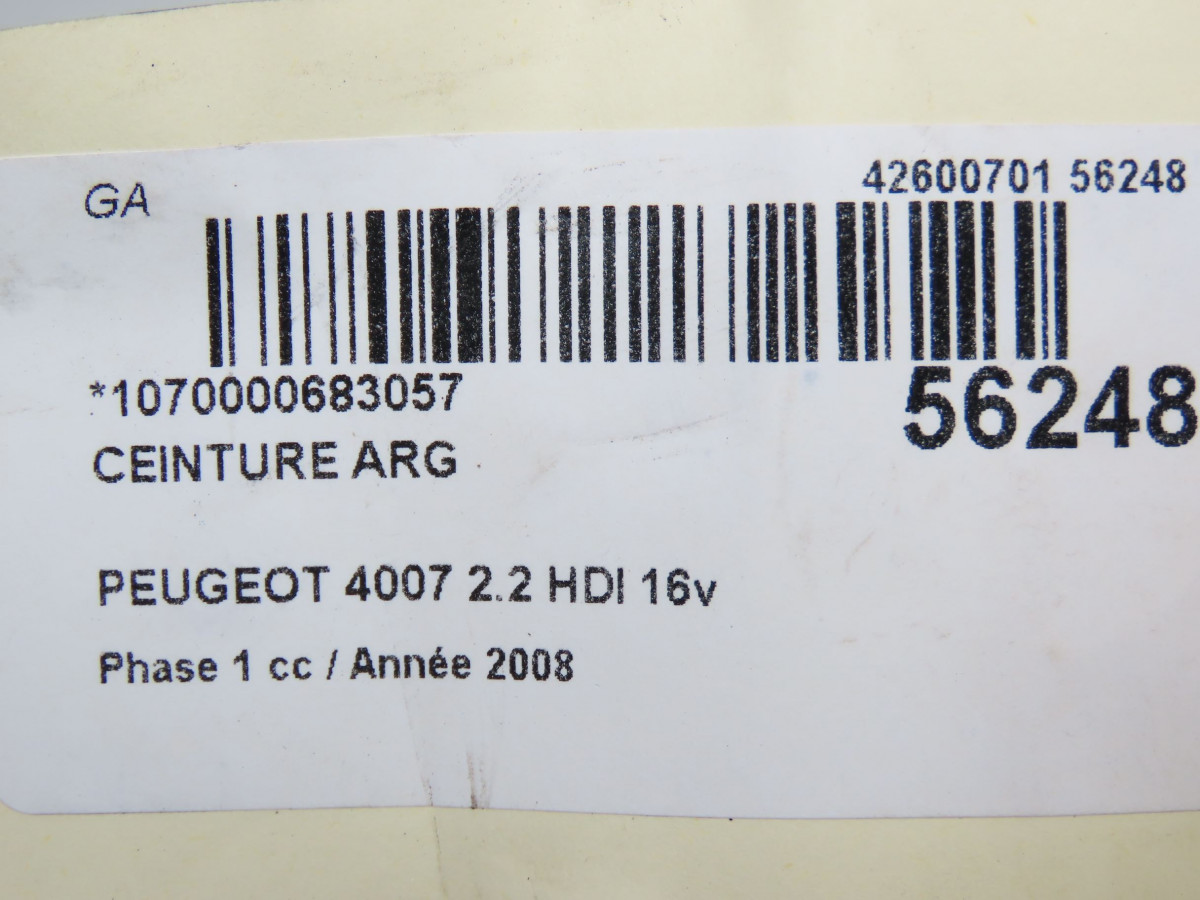 GA
42600701 56248
*1070000683057
56248
CEINTURE ARG
PEUGEOT 4007 2.2 HDI 16v
Phase 1 cc / Année 2008